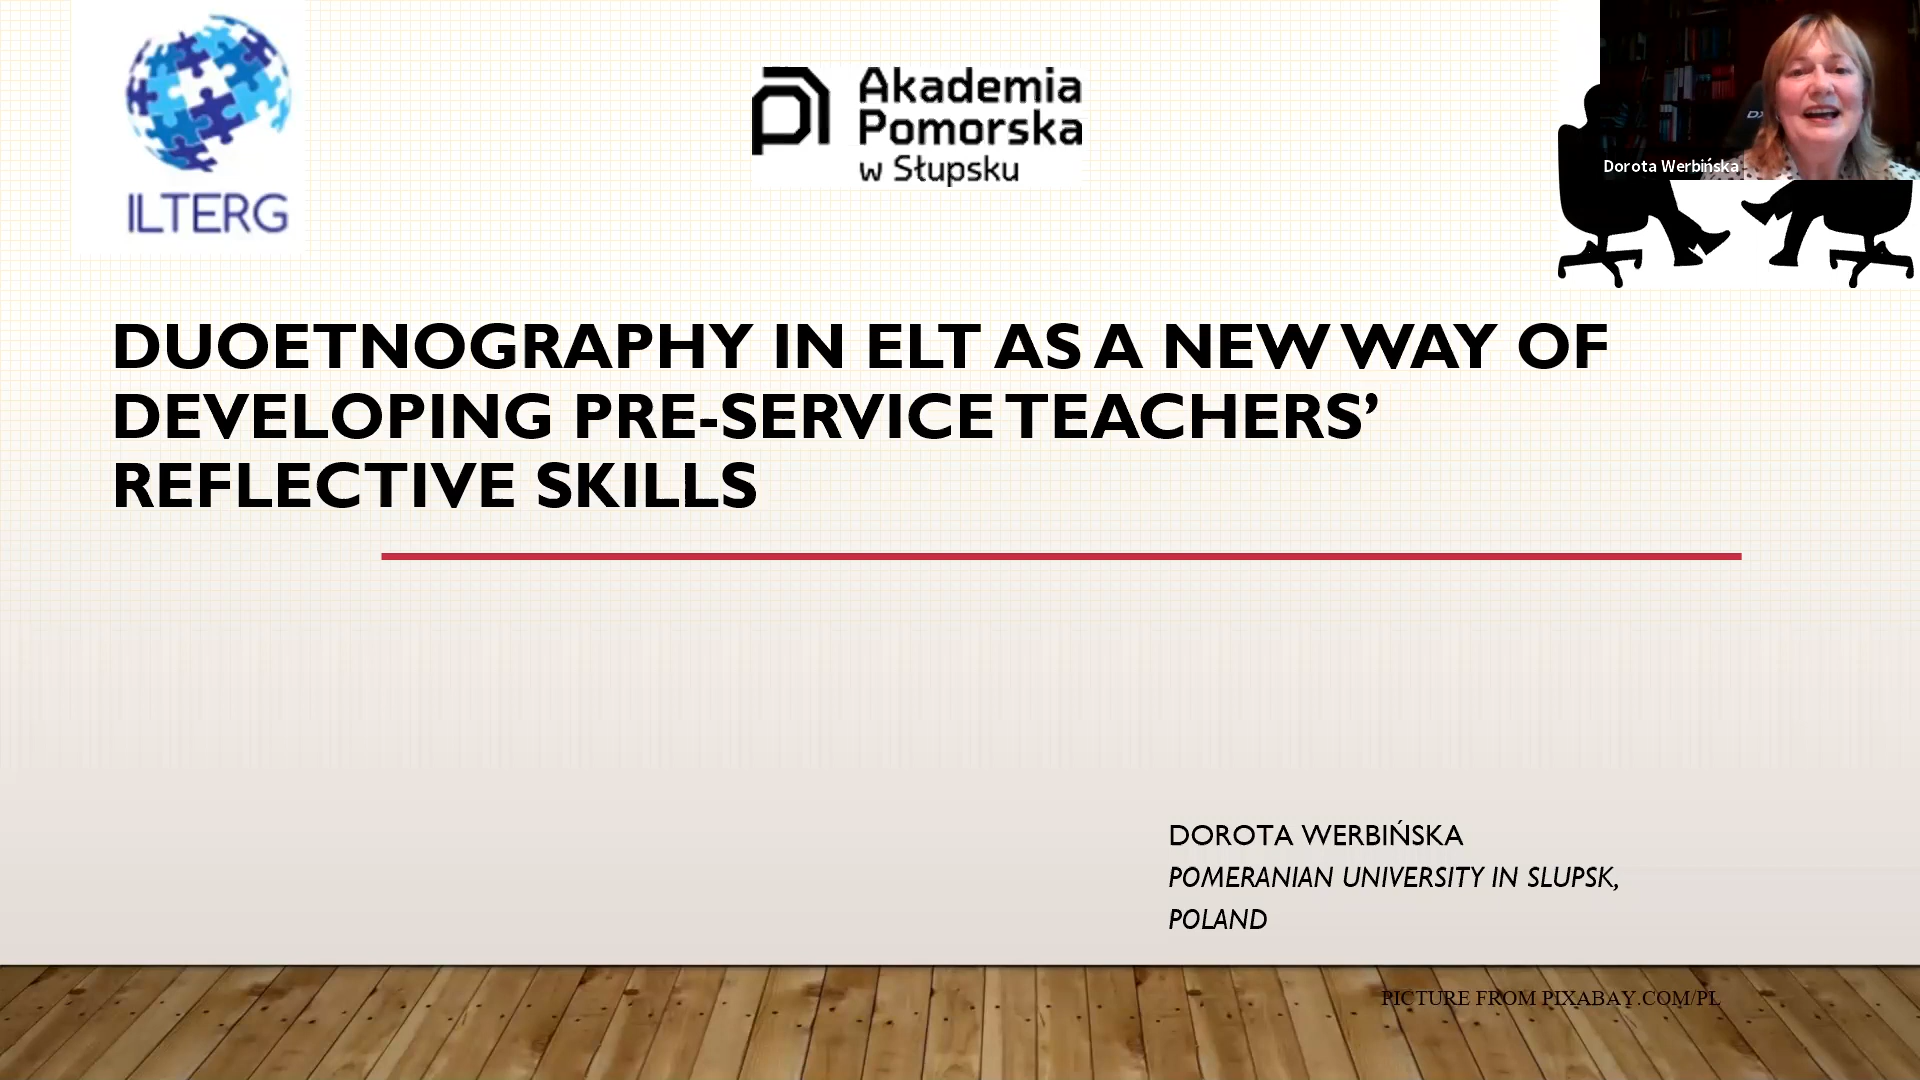 ILTERG
Akademia
Pomorska
w Słupsku
Dorota Werbińska
DUOETNOGRAPHY IN ELT AS A NEW WAY OF
DEVELOPING PRE-SERVICE TEACHERS’
REFLECTIVE SKILLS
DOROTA WERBIŃSKA
POMERANIAN UNIVERSITY IN SLUPSK,
POLAND
PICTURE FROM PIXABAY.COM/PL